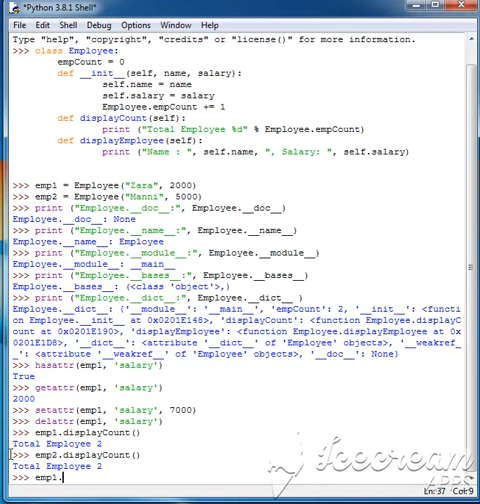 *Python 3.8.1 Shell*
File Edit Shell Debug Options Window Help
Type "help", "copyright", "credits" or "license()" for more information.
>>> class Employee:
        empCount = 0
        def __init__(self, name, salary):
                self.name = name
                self.salary = salary
                Employee.empCount += 1
        def displayCount(self):
                print ("Total Employee %d" % Employee.empCount)
        def displayEmployee(self):
                print ("Name : ", self.name, ", Salary: ", self.salary)
>>> emp1 = Employee("Zara", 2000)
>>> emp2 = Employee("Manni", 5000)
>>> print ("Employee.__doc__:", Employee.__doc__)
Employee.__doc__: None
>>> print ("Employee.__name__:", Employee.__name__)
Employee.__name__: Employee
>>> print ("Employee.__module__:", Employee.__module__)
Employee.__module__: __main__
>>> print ("Employee.__bases__:", Employee.__bases__)
Employee.__bases__: (<class 'object'>,)
>>> print ("Employee.__dict__:", Employee.__dict__ )
Employee.__dict__: {'__module__': '__main__', 'empCount': 2, '__init__': <functi
on Employee.__init__ at 0x0201E148>, 'displayCount': <function Employee.displayC
ount at 0x0201E190>, 'displayEmployee': <function Employee.displayEmployee at 0x
0201E1D8>, '__dict__': <attribute '__dict__' of 'Employee' objects>, '__weakref_
_': <attribute '__weakref__' of 'Employee' objects>, '__doc__': None}
>>> hasattr(emp1, 'salary')
True
>>> getattr(emp1, 'salary')
2000
>>> setattr(emp1, 'salary', 7000)
>>> delattr(emp1, 'salary')
>>> emp1.displayCount()
Total Employee 2
>>> emp2.displayCount()
Total Employee 2
>>> emp1.
Icecream
APPS
Ln: 37 Col: 9